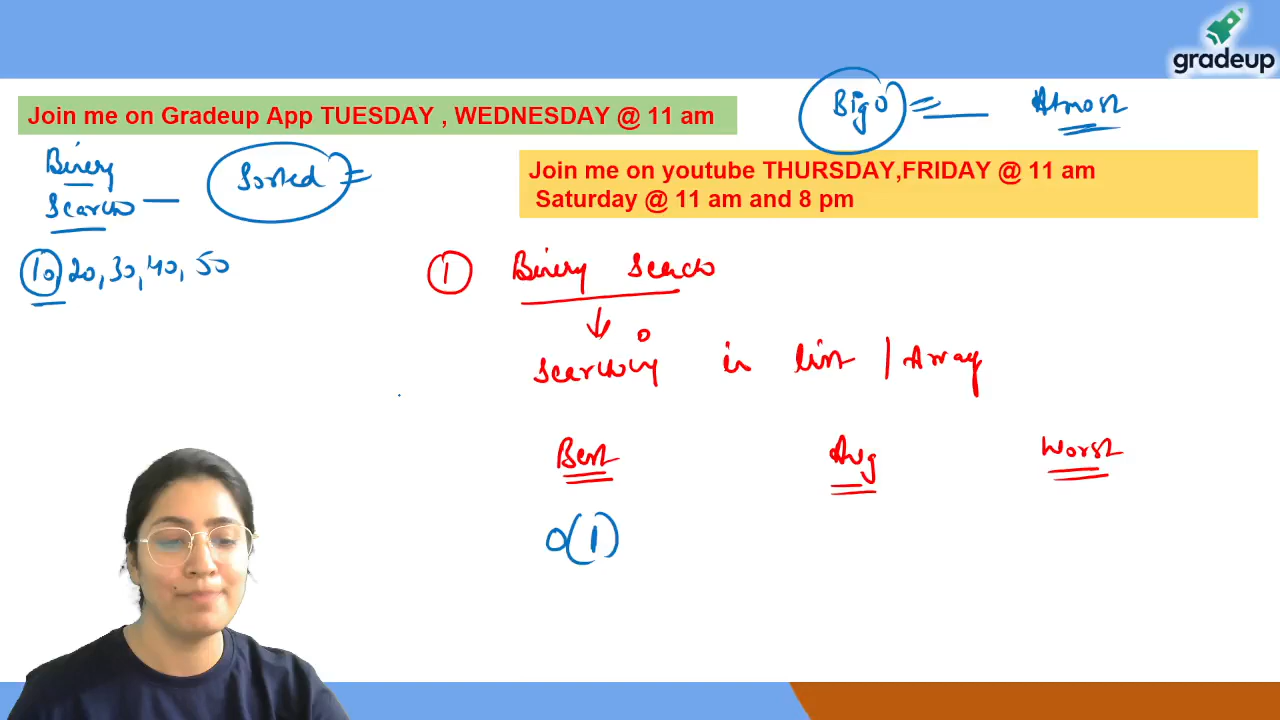 gradeup
Big O = Atmost
Join me on Gradeup App TUESDAY , WEDNESDAY @ 11 am
Binary
Search — Sorted =
Join me on youtube THURSDAY,FRIDAY @ 11 am
Saturday @ 11 am and 8 pm
10, 20, 30, 40, 50
1 Binary Search
Searching in list | Array
Best Avg Worst
O(1)